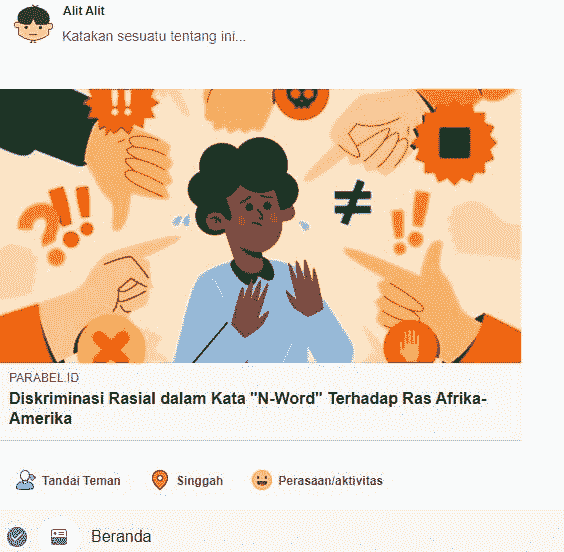 Alit Alit
Katakan sesuatu tentang ini...
PARABEL.ID
Diskriminasi Rasial dalam Kata "N-Word" Terhadap Ras Afrika-
Amerika
Tandai Teman
Singgah
Perasaan/aktivitas
Beranda